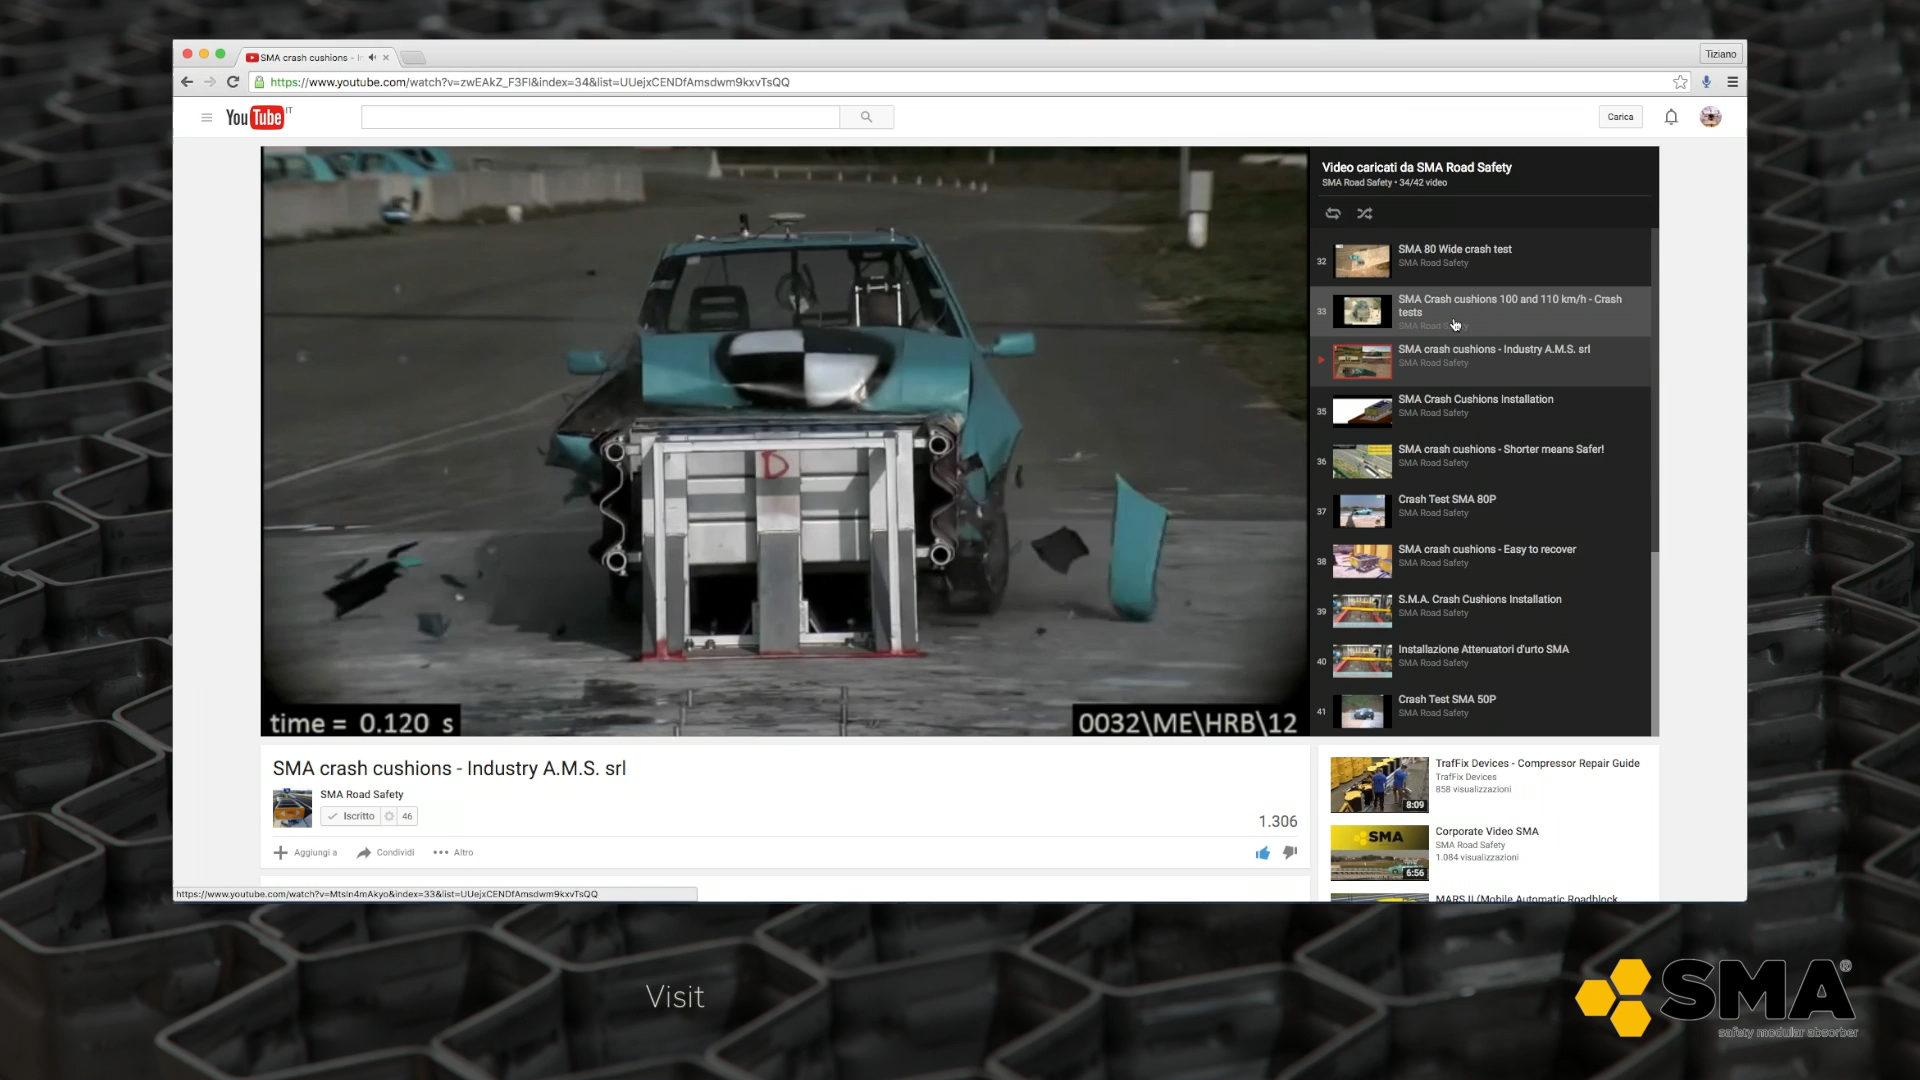 SMA crash cushions - I
Tiziano
https://www.youtube.com/watch?v=zwEAkZ_F3FI&index=34&list=UUejxCENDfAmsdwm9kxvTsQQ
YouTube IT
Carica
D
time = 0.120 s
0032\ME\HRB\12
Video caricati da SMA Road Safety
SMA Road Safety • 34/42 video
32
SMA 80 Wide crash test
SMA Road Safety
33
SMA Crash cushions 100 and 110 km/h - Crash
tests
SMA Road
SMA crash cushions - Industry A.M.S. srl
SMA Road Safety
35
SMA Crash Cushions Installation
SMA Road Safety
36
SMA crash cushions - Shorter means Safer!
SMA Road Safety
37
Crash Test SMA 80P
SMA Road Safety
38
SMA crash cushions - Easy to recover
SMA Road Safety
39
S.M.A. Crash Cushions Installation
SMA Road Safety
40
Installazione Attenuatori d'urto SMA
SMA Road Safety
41
Crash Test SMA 50P
SMA Road Safety
SMA crash cushions - Industry A.M.S. srl
SMA Road Safety
Iscritto 46
1.306
Aggiungi a
Condividi
Altro
8:09
TrafFix Devices - Compressor Repair Guide
TrafFix Devices
858 visualizzazioni
SMA
6:56
Corporate Video SMA
SMA Road Safety
1.084 visualizzazioni
MARS II (Mobile Automatic Roadblock
https://www.youtube.com/watch?v=MtsIn4mAkyo&index=33&list=UUejxCENDfAmsdwm9kxvTsQQ
Visit
SMA®
safety modular absorber